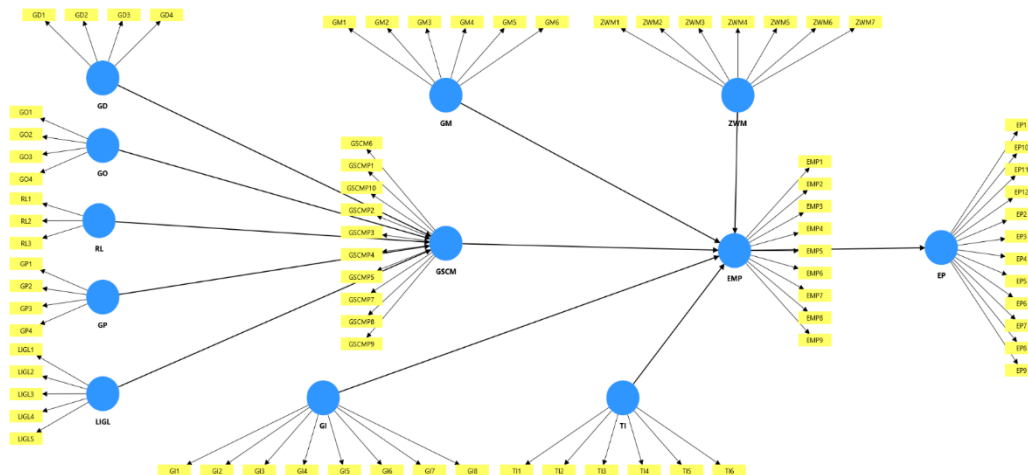 GD1
GD2
GD3
GD4
GD
GM1
GM2
GM3
GM4
GM5
GM6
GM
ZWM1
ZWM2
ZWM3
ZWM4
ZWM5
ZWM6
ZWM7
ZWM
GO1
GO2
GO3
GO4
GO
RL1
RL2
RL3
RL
GP1
GP2
GP3
GP4
GP
LIGL1
LIGL2
LIGL3
LIGL4
LIGL5
LIGL
GSCM6
GSCMP1
GSCMP10
GSCMP2
GSCMP3
GSCMP4
GSCMP5
GSCMP7
GSCMP8
GSCMP9
GSCM
EMP1
EMP2
EMP3
EMP4
EMP5
EMP6
EMP7
EMP8
EMP9
EMP
EP1
EP10
EP11
EP12
EP2
EP3
EP4
EP5
EP6
EP7
EP8
EP9
EP
GI
GI1
GI2
GI3
GI4
GI5
GI6
GI7
GI8
TI
TI1
TI2
TI3
TI4
TI5
TI6